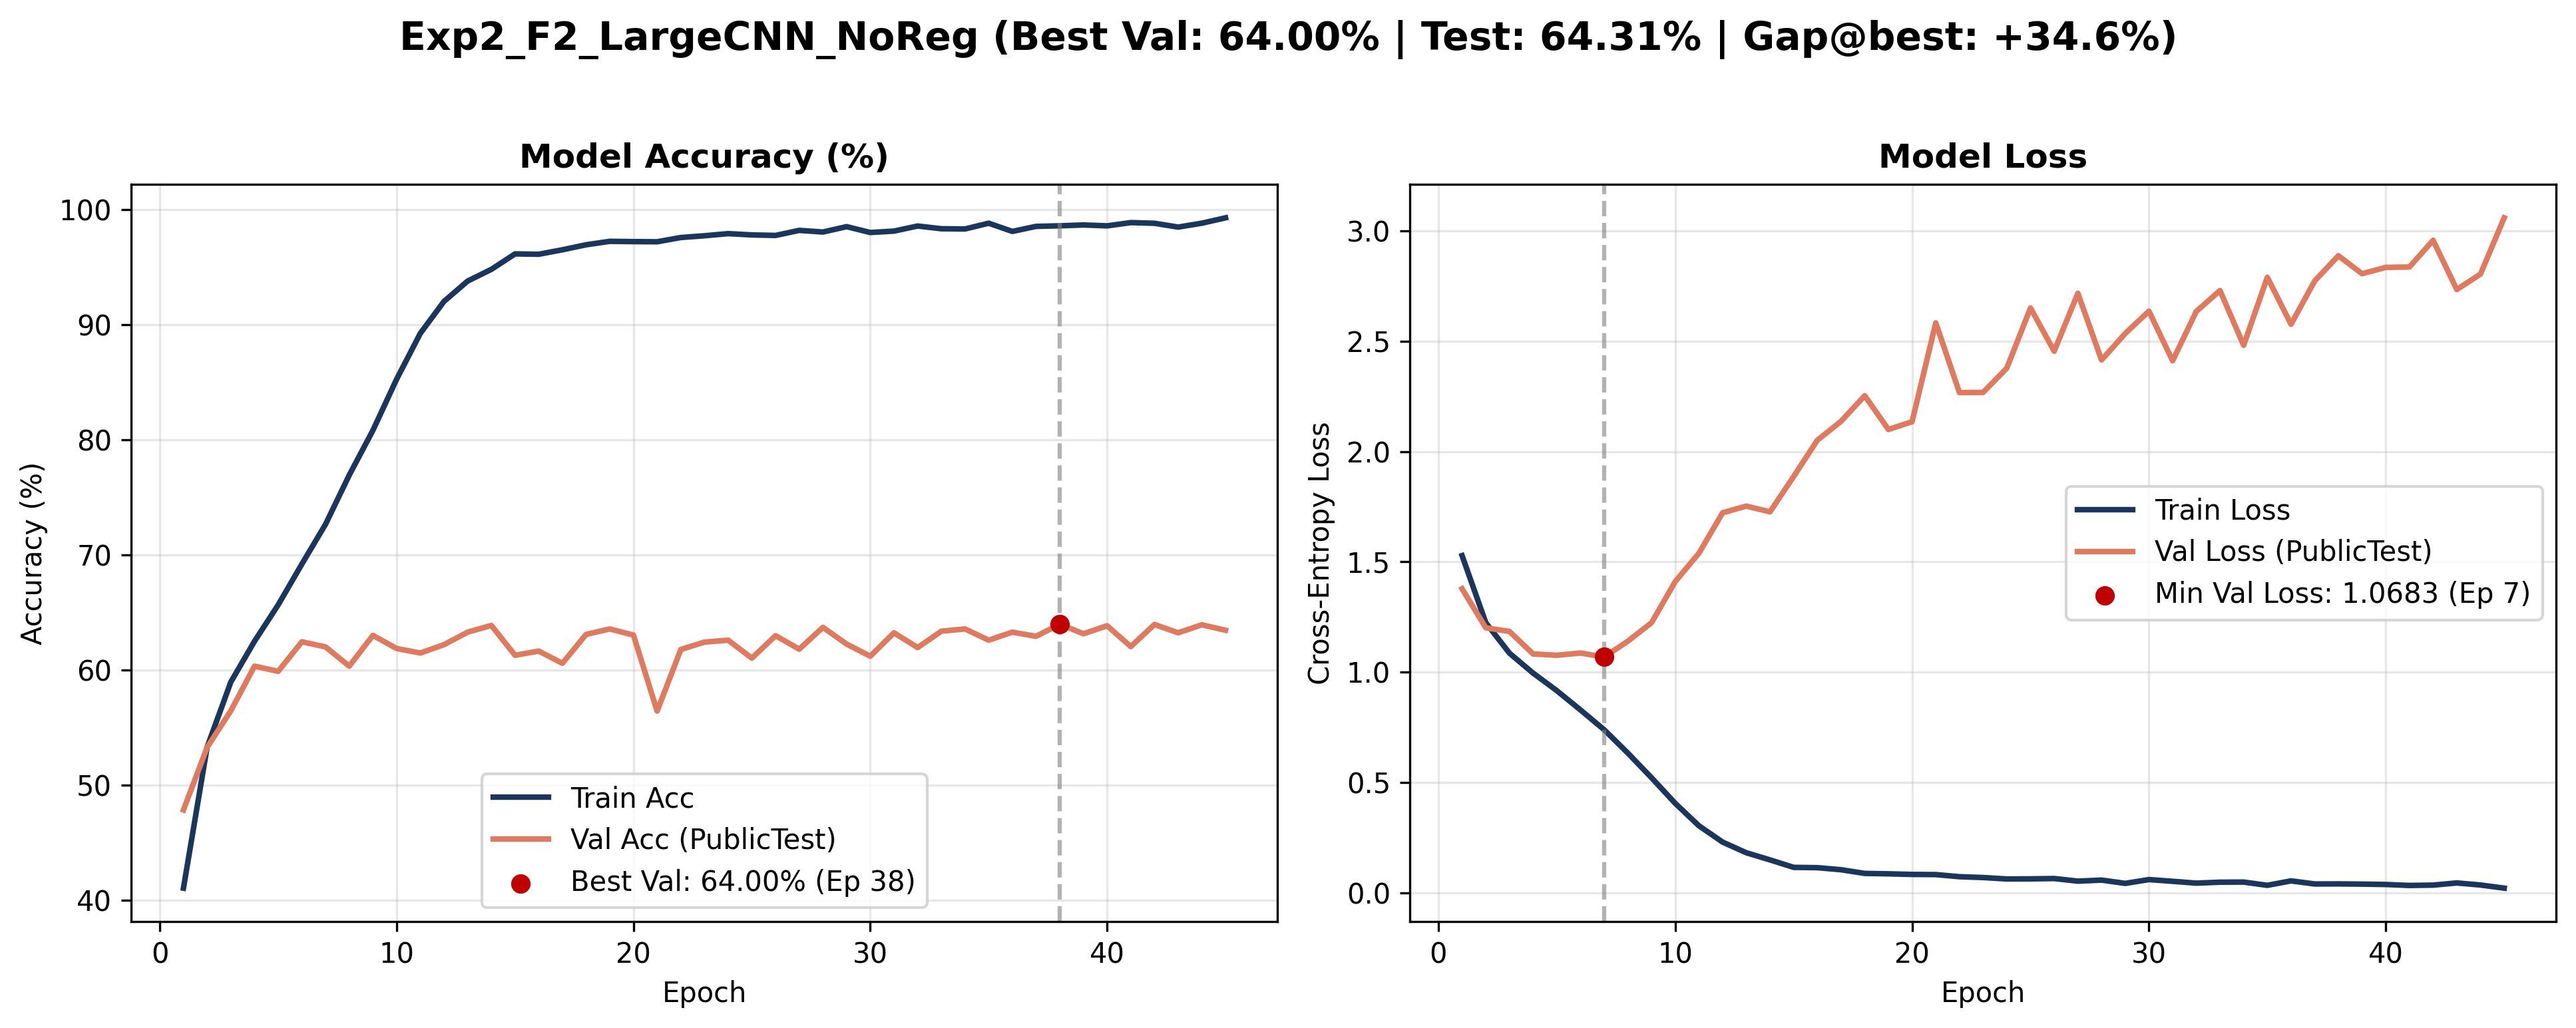 Exp2_F2_LargeCNN_NoReg (Best Val: 64.00% | Test: 64.31% | Gap@best: +34.6%)
Model Accuracy (%)
Accuracy (%)
100
90
80
70
60
50
40
Train Acc
Val Acc (PublicTest)
Best Val: 64.00% (Ep 38)
0
10
20
30
40
Epoch
Model Loss
Cross-Entropy Loss
3.0
2.5
2.0
1.5
1.0
0.5
0.0
Train Loss
Val Loss (PublicTest)
Min Val Loss: 1.0683 (Ep 7)
0
10
20
30
40
Epoch